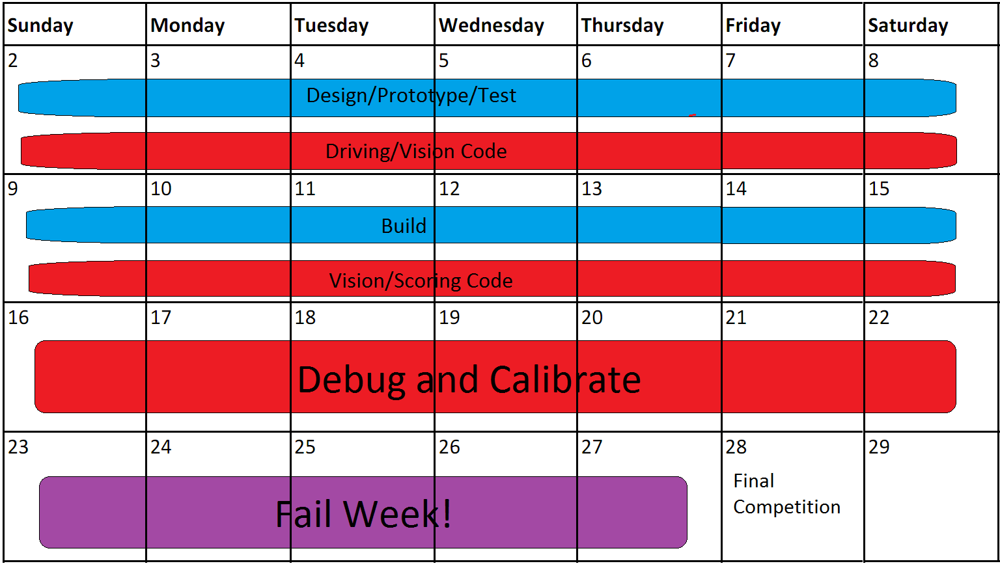 Sunday Monday Tuesday Wednesday Thursday Friday Saturday
2 3 4 5 6 7 8
Design/Prototype/Test
Driving/Vision Code
9 10 11 12 13 14 15
Build
Vision/Scoring Code
16 17 18 19 20 21 22
Debug and Calibrate
23 24 25 26 27 28 29
Final
Competition
Fail Week!